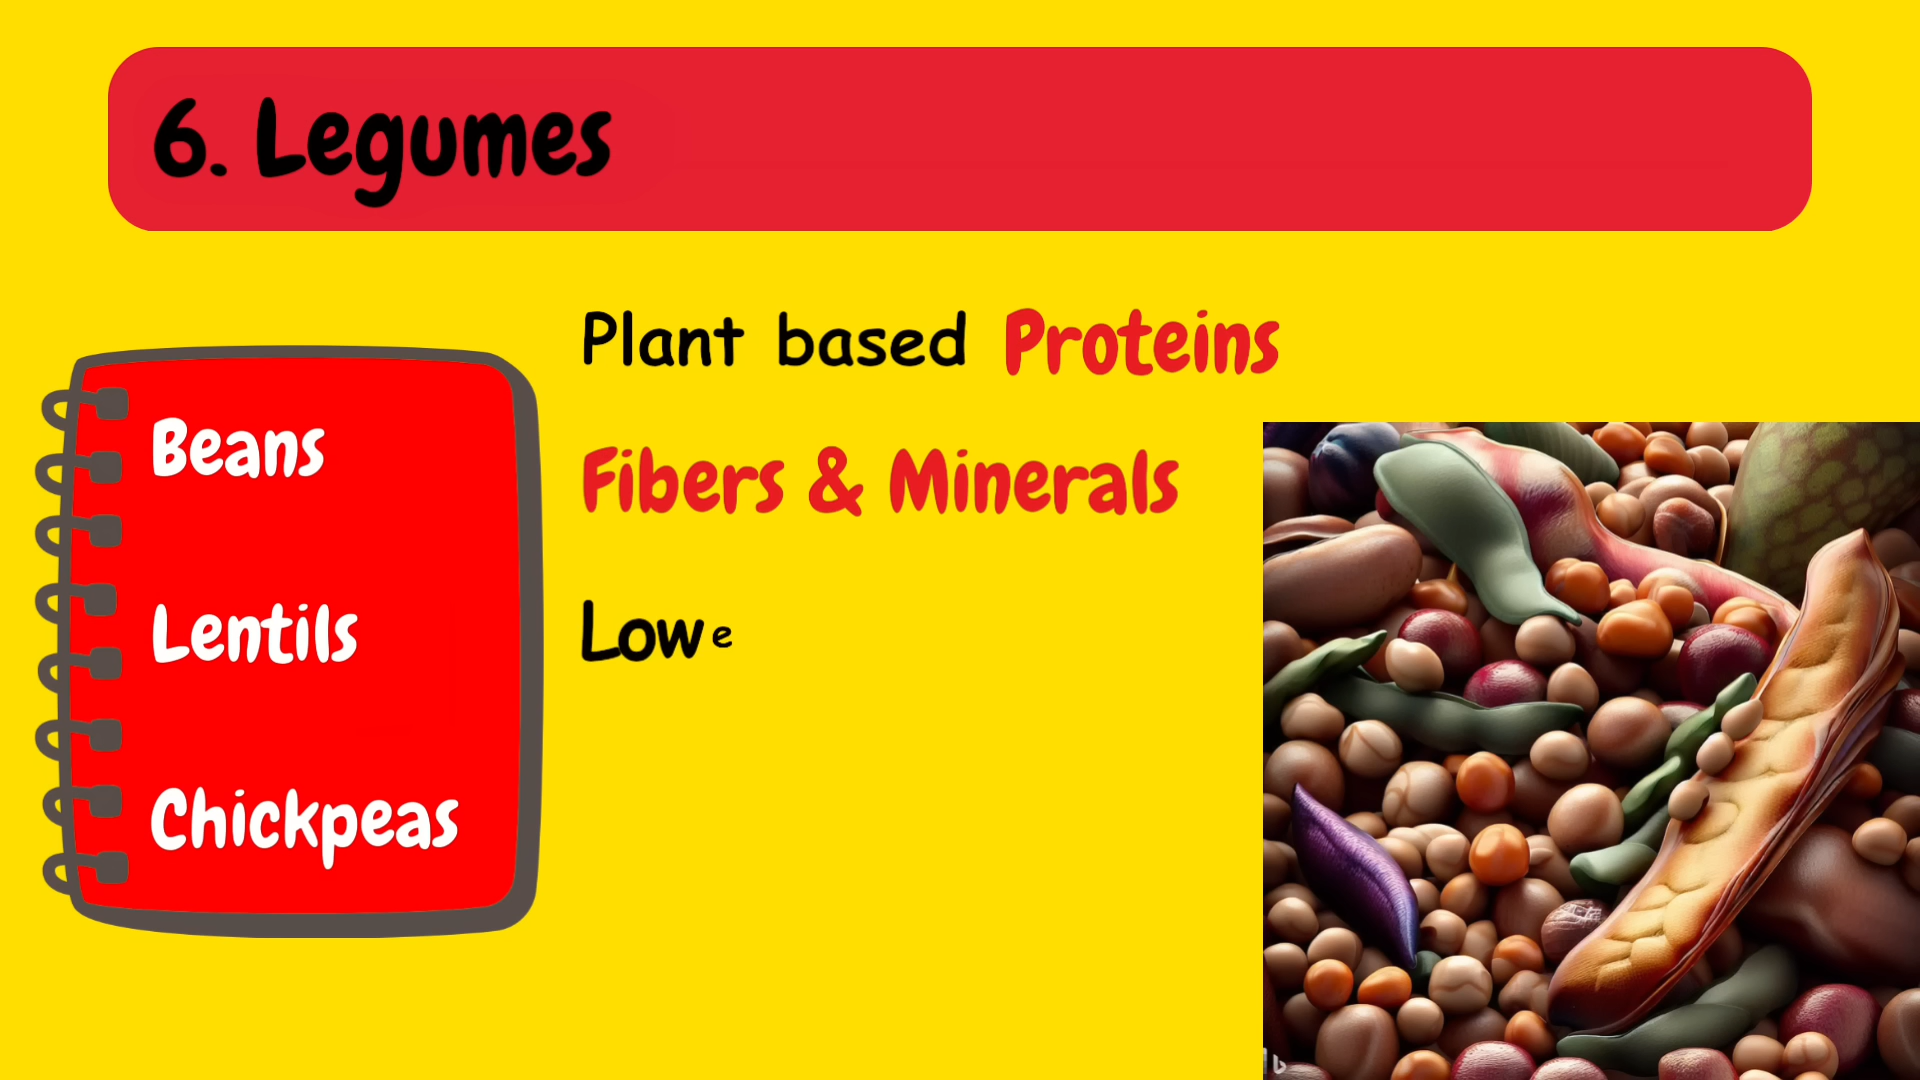 6. Legumes
Plant based Proteins
Fibers & Minerals
Lowe
Beans
Lentils
Chickpeas